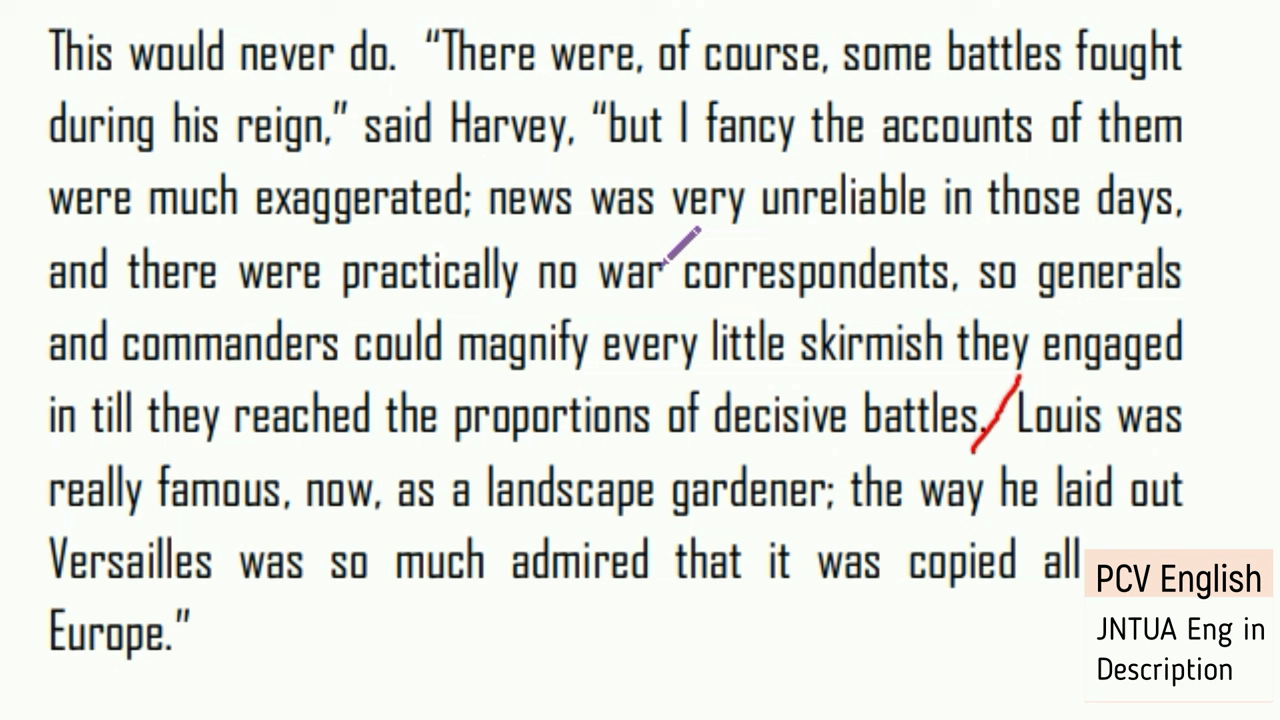 This would never do. “There were, of course, some battles fought
during his reign,” said Harvey, “but I fancy the accounts of them
were much exaggerated; news was very unreliable in those days,
and there were practically no war correspondents, so generals
and commanders could magnify every little skirmish they engaged
in till they reached the proportions of decisive battles. Louis was
really famous, now, as a landscape gardener; the way he laid out
Versailles was so much admired that it was copied all
Europe.”
PCV English
JNTUA Eng in
Description